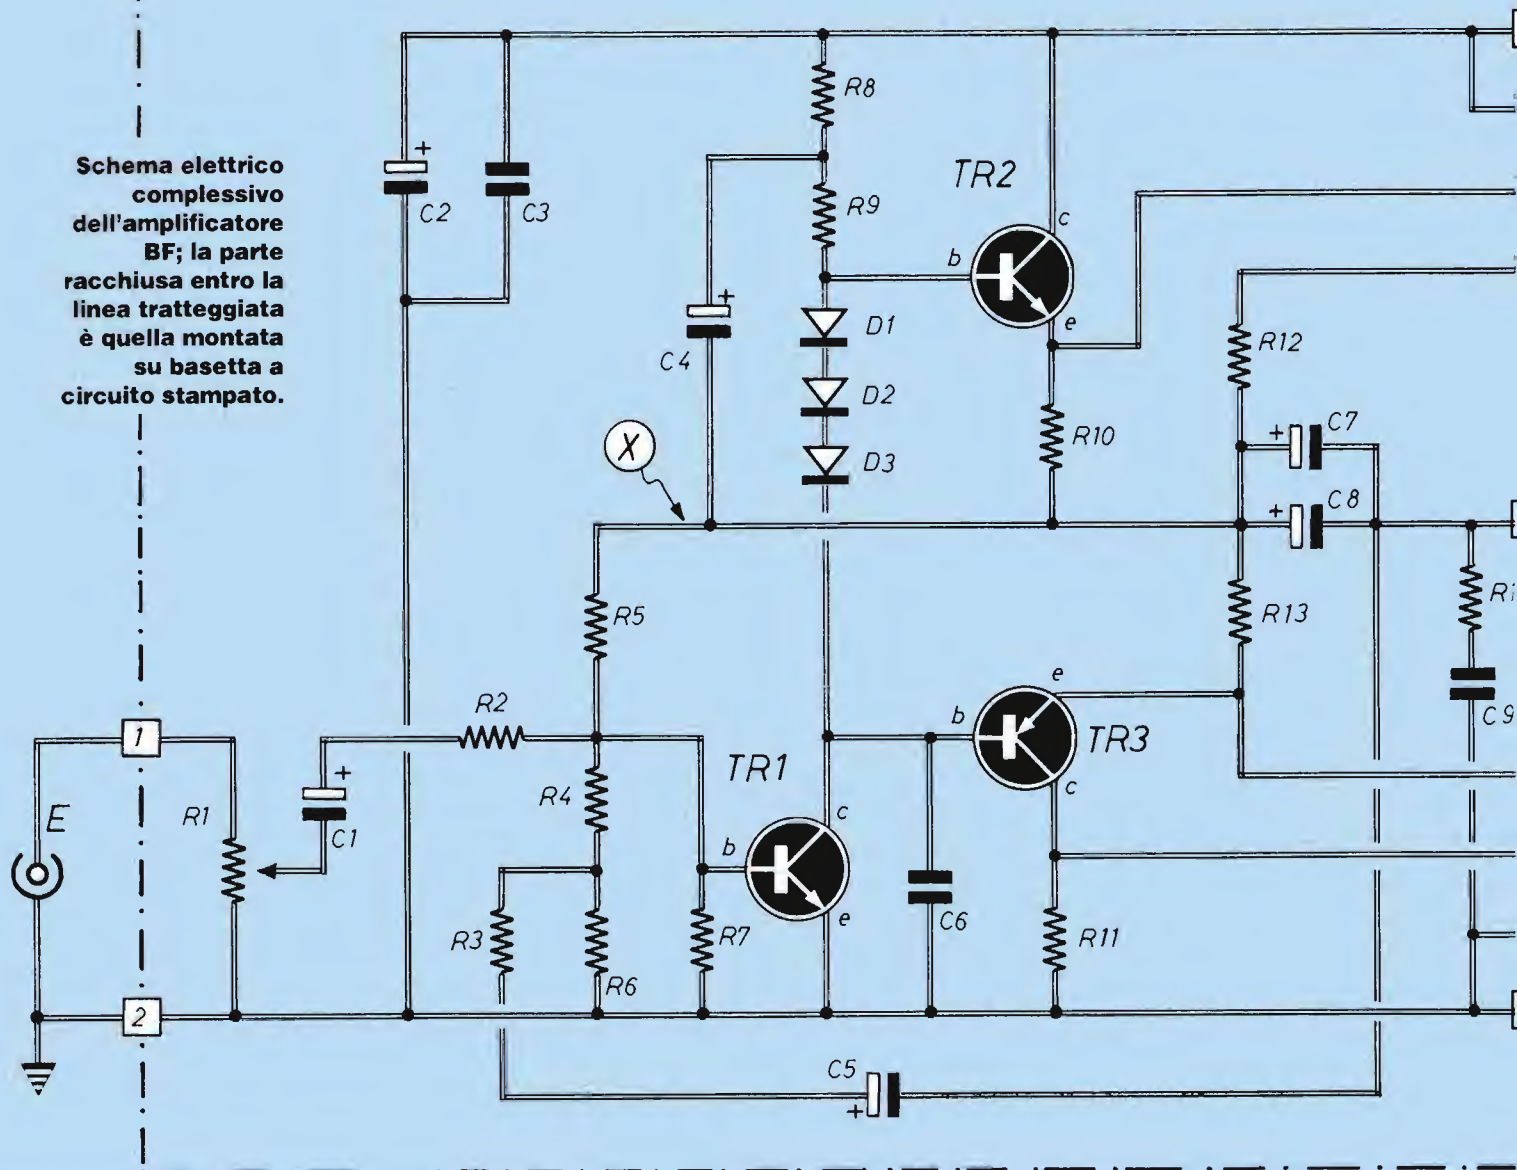 Schema elettrico
complessivo
dell'amplificatore
BF; la parte
racchiusa entro la
linea tratteggiata
è quella montata
su basetta a
circuito stampato.
R8
+
C2
C3
R9
TR2
c
b
e
+
C4
D1
D2
D3
X
R10
R12
+
C7
+
C8
R5
R13
R2
1
+
C1
R1
E
R4
TR1
b
c
e
R3
R6
R7
C6
e
b
TR3
c
R11
C9
2
C5
+